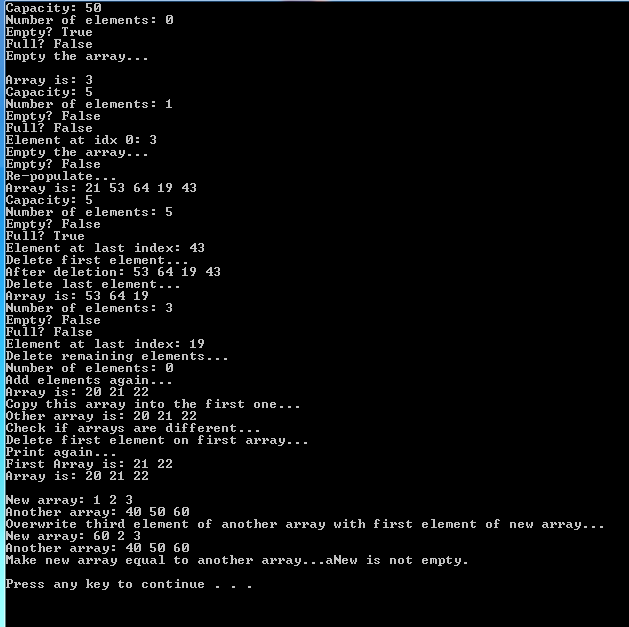 Capacity: 50
Number of elements: 0
Empty? True
Full? False
Empty the array...
Array is: 3
Capacity: 5
Number of elements: 1
Empty? False
Full? False
Element at idx 0: 3
Empty the array...
Empty? False
Re-populate...
Array is: 21 53 64 19 43
Capacity: 5
Number of elements: 5
Empty? False
Full? True
Element at last index: 43
Delete first element...
After deletion: 53 64 19 43
Delete last element...
Array is: 53 64 19
Number of elements: 3
Empty? False
Full? False
Element at last index: 19
Delete remaining elements...
Number of elements: 0
Add elements again...
Array is: 20 21 22
Copy this array into the first one...
Other array is: 20 21 22
Check if arrays are different...
Delete first element on first array...
Print again...
First Array is: 21 22
Array is: 20 21 22
New array: 1 2 3
Another array: 40 50 60
Overwrite third element of another array with first element of new array...
New array: 60 2 3
Another array: 40 50 60
Make new array equal to another array...aNew is not empty.
Press any key to continue . . .